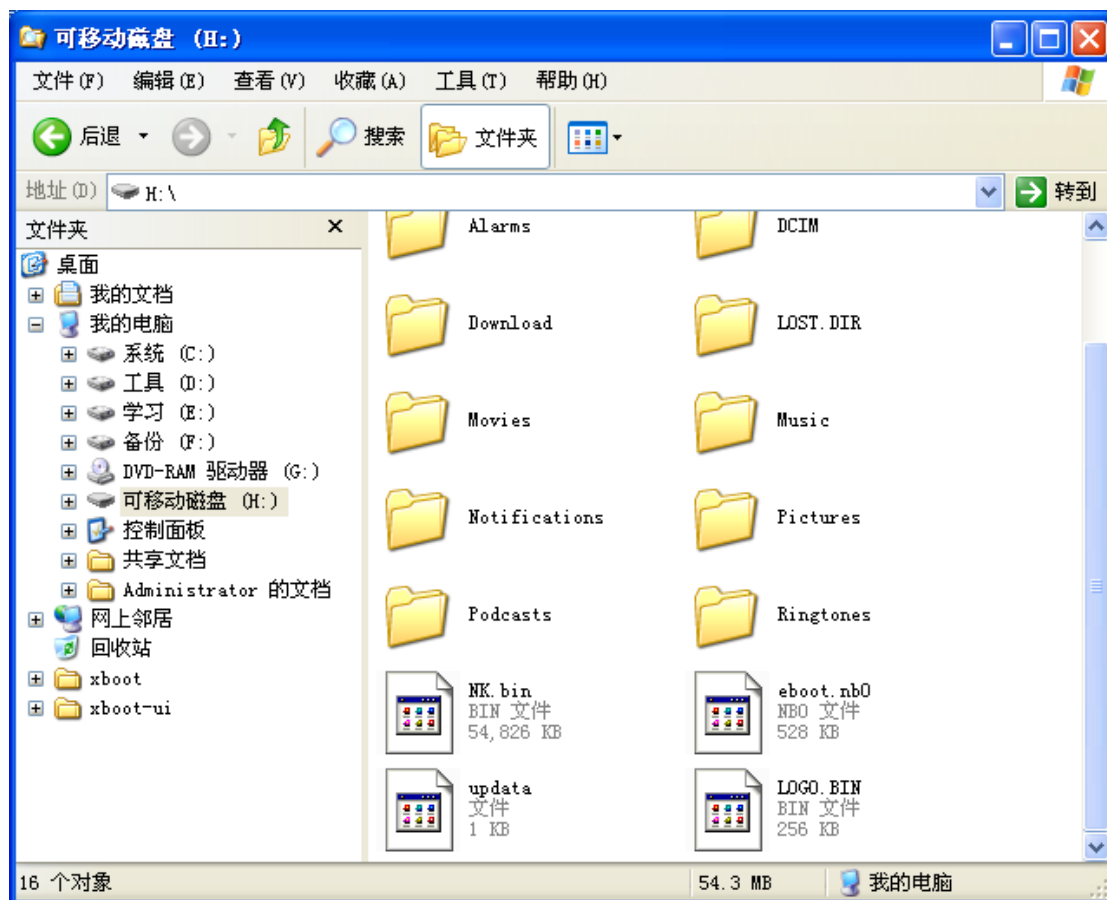 可移动磁盘 (H:)
文件(F) 编辑(E) 查看(V) 收藏(A) 工具(T) 帮助(H)
后退 搜索 文件夹
地址(D) H:\ 转到
文件夹
桌面
我的文档
我的电脑
系统 (C:)
工具 (D:)
学习 (E:)
备份 (F:)
DVD-RAM 驱动器 (G:)
可移动磁盘 (H:)
控制面板
共享文档
Administrator 的文档
网上邻居
回收站
xboot
xboot-ui
Alarms DCIM
Download LOST.DIR
Movies Music
Notifications Pictures
Podcasts Ringtones
NK.bin
BIN 文件
54,826 KB
eboot.nb0
NB0 文件
528 KB
updata
文件
1 KB
LOGO.BIN
BIN 文件
256 KB
16 个对象 54.3 MB 我的电脑